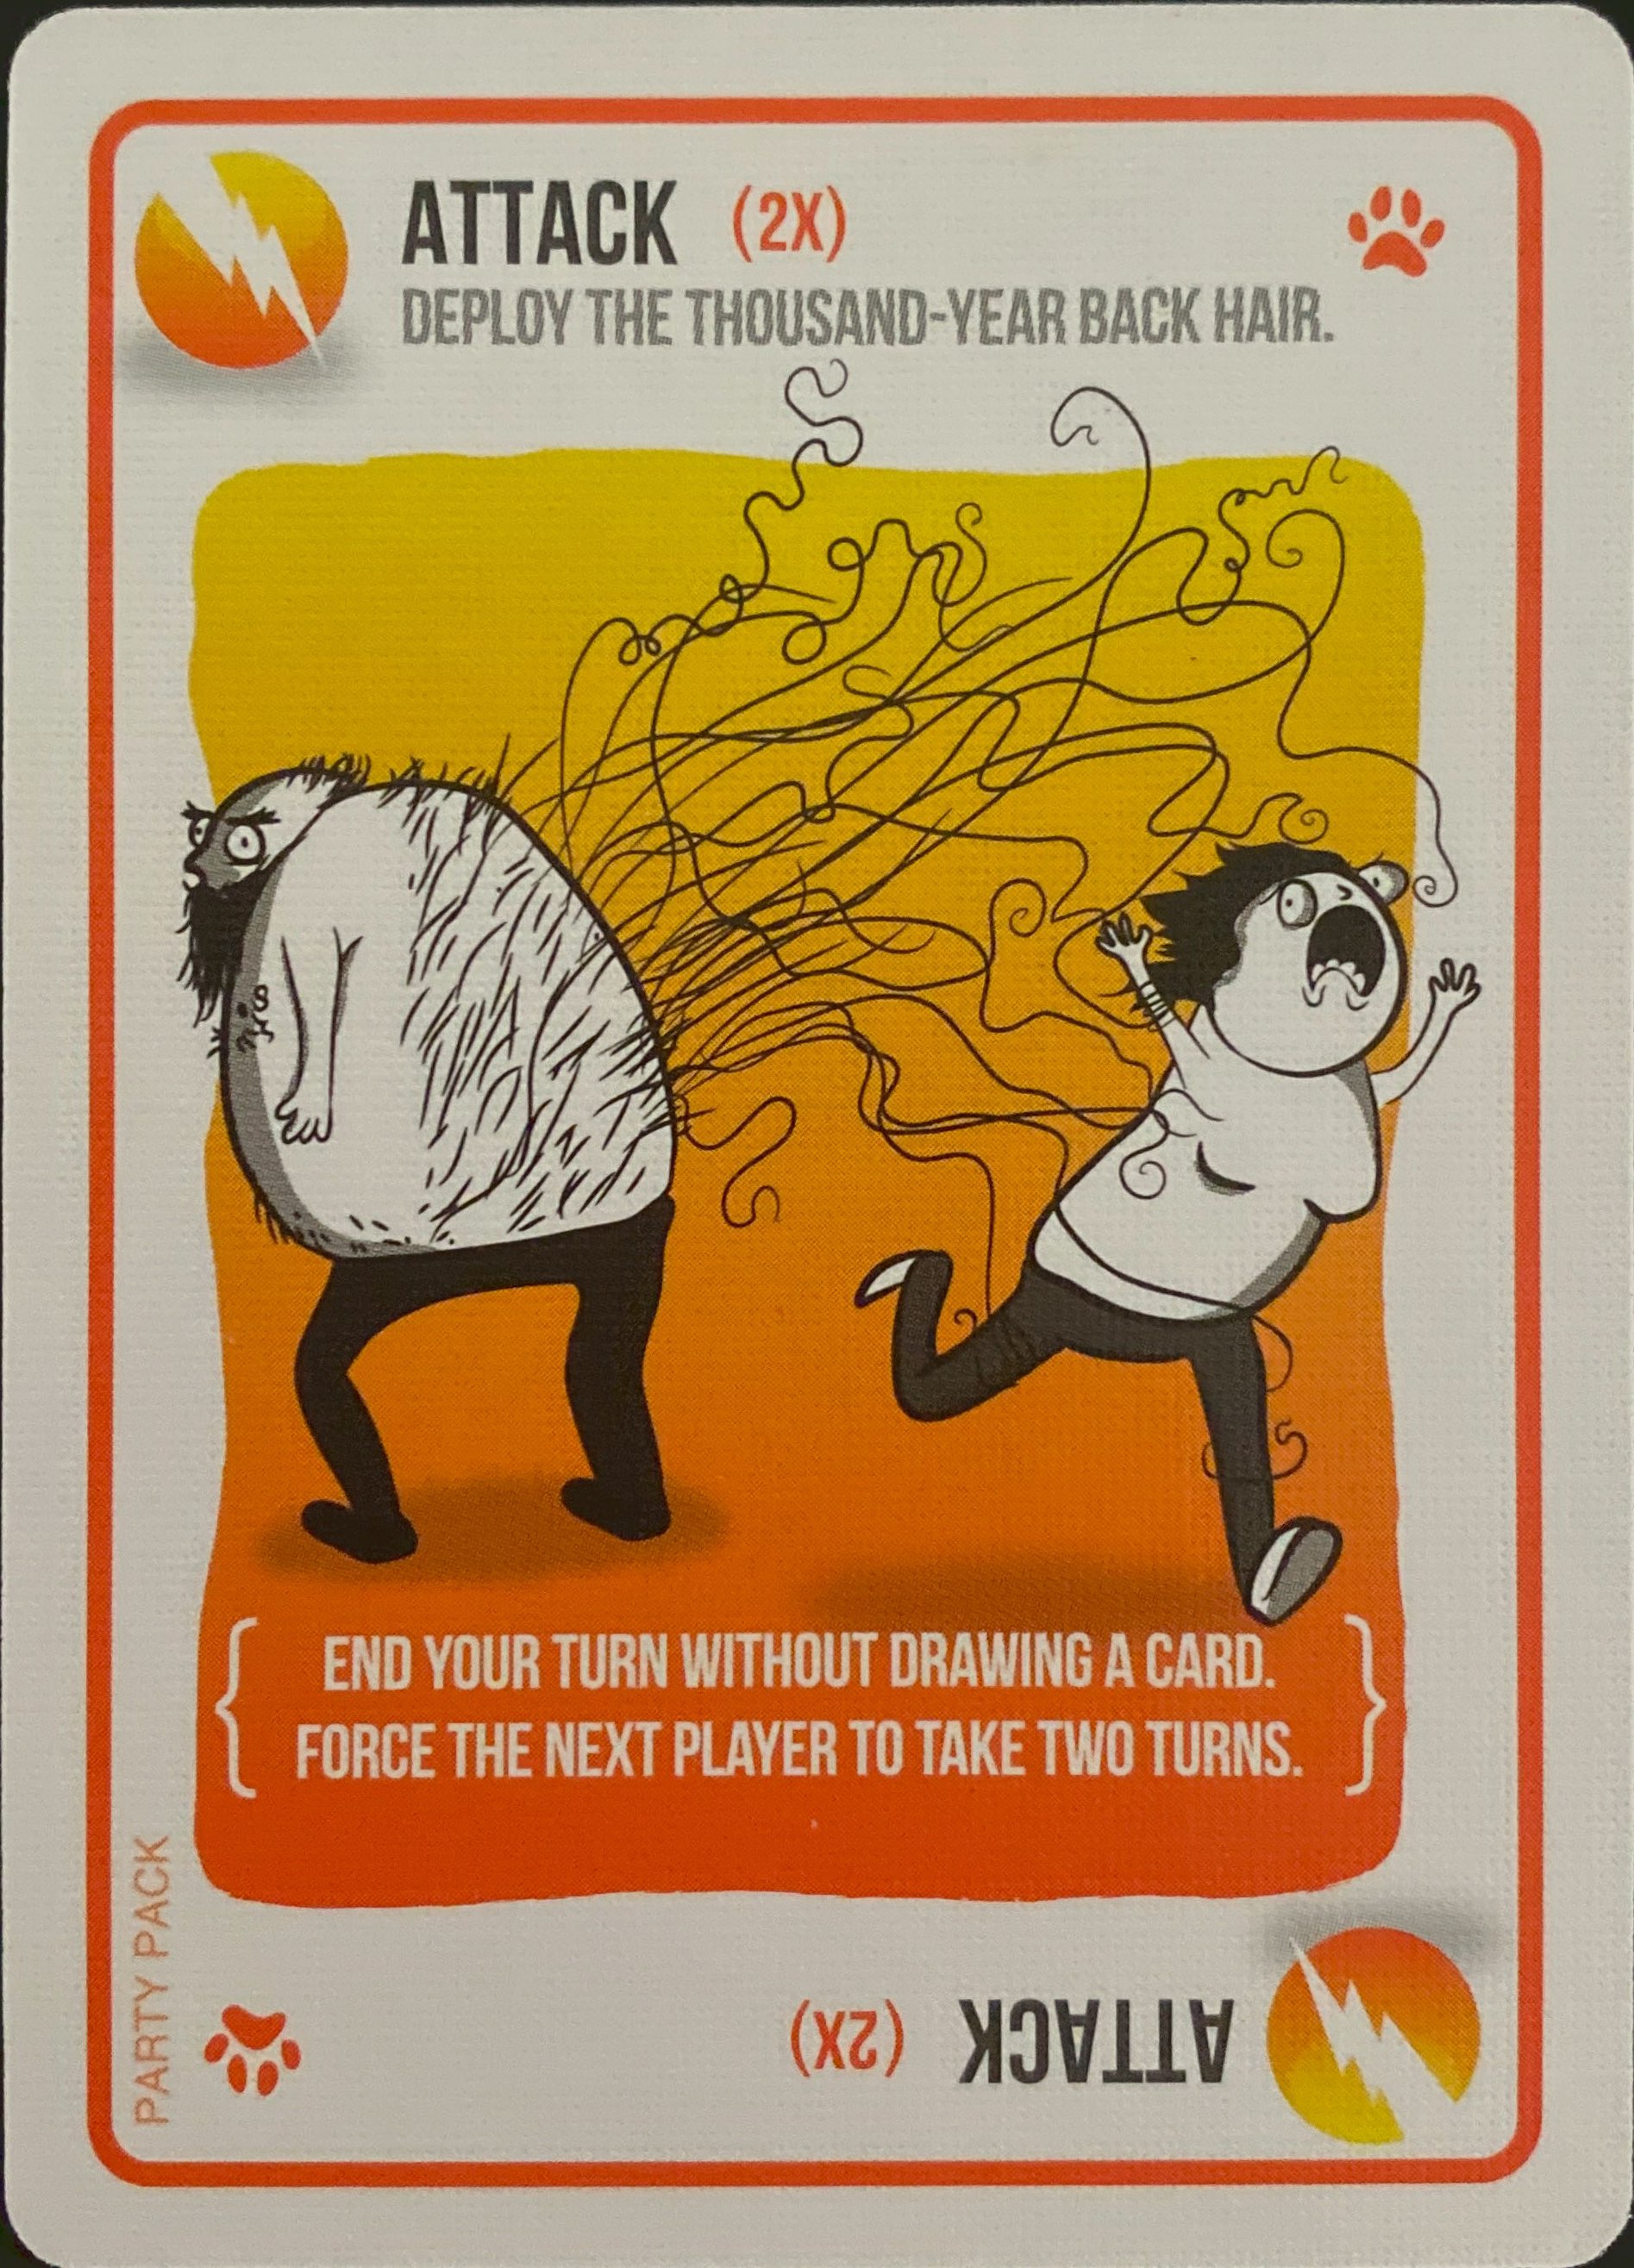 ATTACK (2X)
DEPLOY THE THOUSAND-YEAR BACK HAIR.
END YOUR TURN WITHOUT DRAWING A CARD.
FORCE THE NEXT PLAYER TO TAKE TWO TURNS.
PARTY PACK
ATTACK (2X)